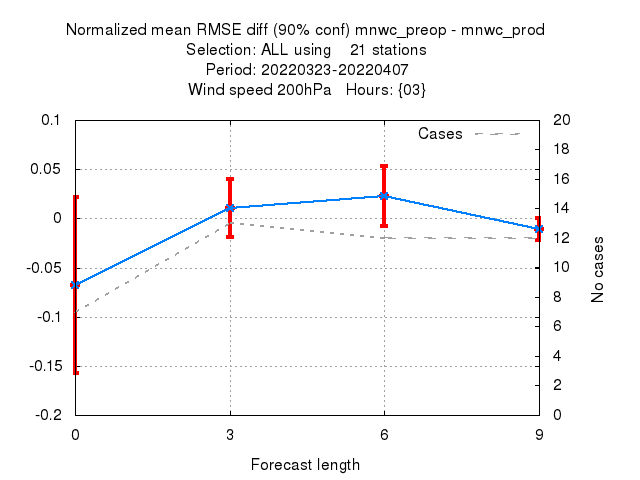 Normalized mean RMSE diff (90% conf) mnwc_preop - mnwc_prod
Selection: ALL using    21 stations
Period: 20220323-20220407
Wind speed 200hPa   Hours: {03}
Cases
0.1
0.05
0
-0.05
-0.1
-0.15
-0.2
20
18
16
14
12
10
8
6
4
2
0
No cases
0 3 6 9
Forecast length